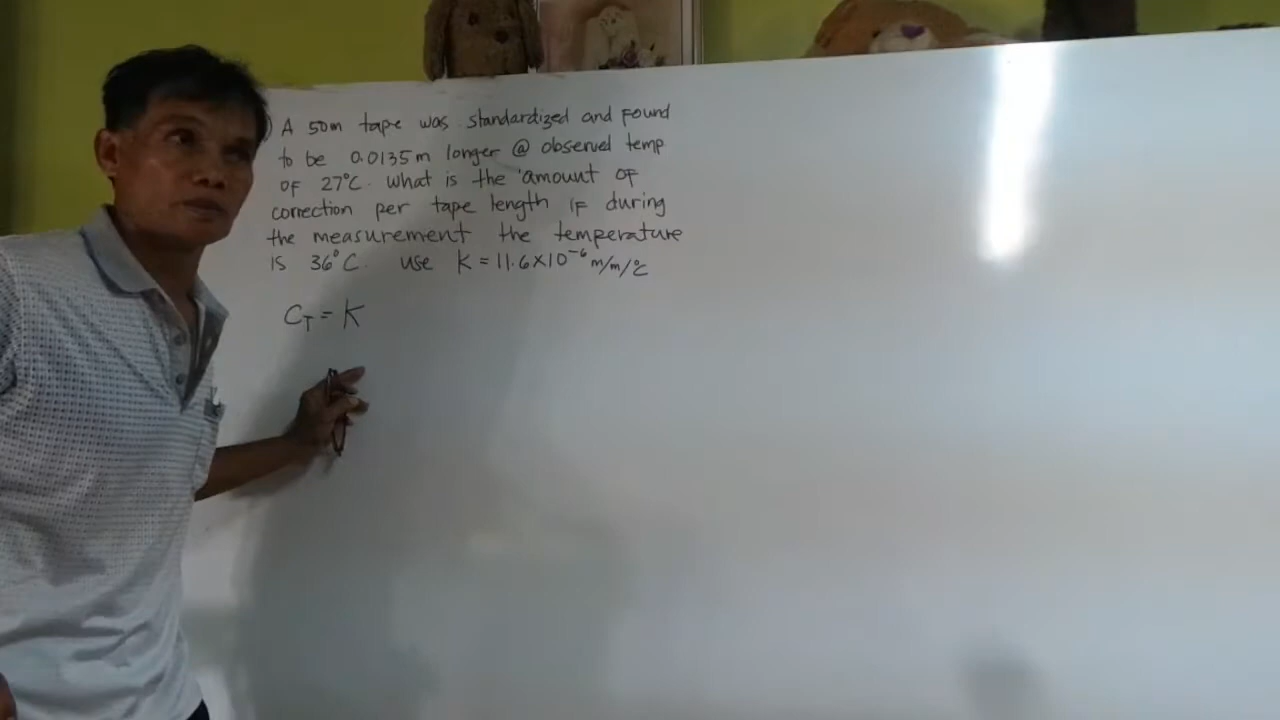 ) A 50m tape was standardized and found
to be 0.0135m longer @ observed temp
of 27°C. What is the amount of
correction per tape length if during
the measurement the temperature
is 36°C. use K = 11.6X10⁻⁶ m/m/°C
C_T = K